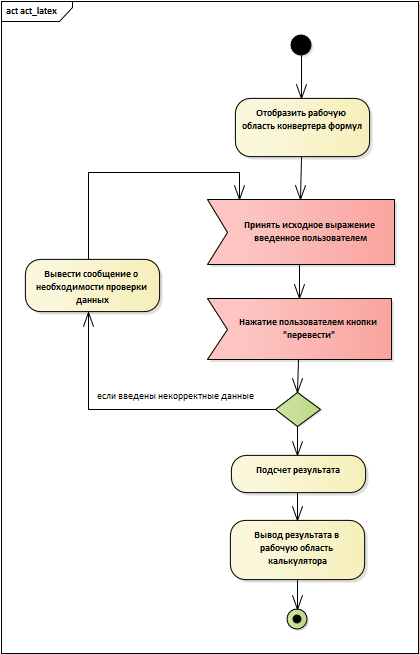 act act_latex
Отобразить рабочую
область конвертера формул
Принять исходное выражение
введенное пользователем
Вывести сообщение о
необходимости проверки
данных
Нажатие пользователем кнопки
"перевести"
если введены некорректные данные
Подсчет результата
Вывод результата в
рабочую область
калькулятора